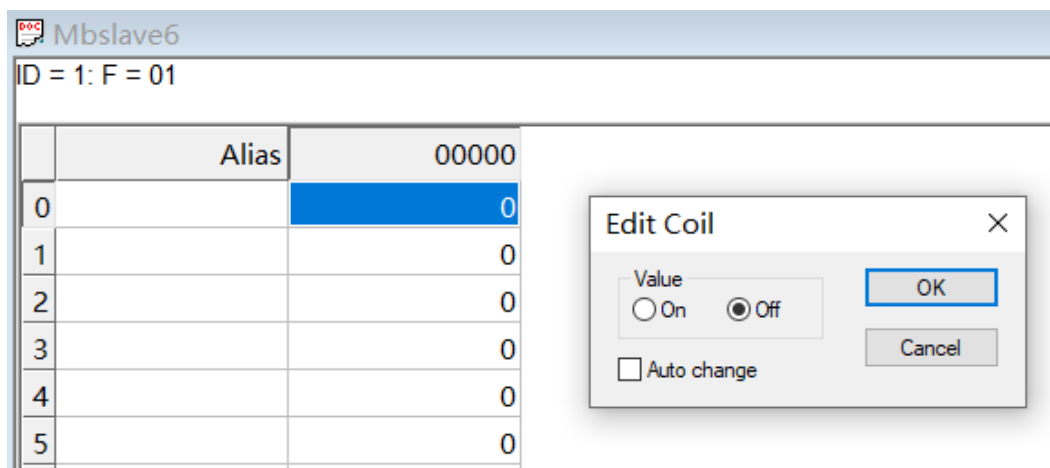 Mbslave6
ID = 1: F = 01
Alias 00000
0 0
1 0
2 0
3 0
4 0
5 0
Edit Coil
Value
On Off
OK
Auto change
Cancel